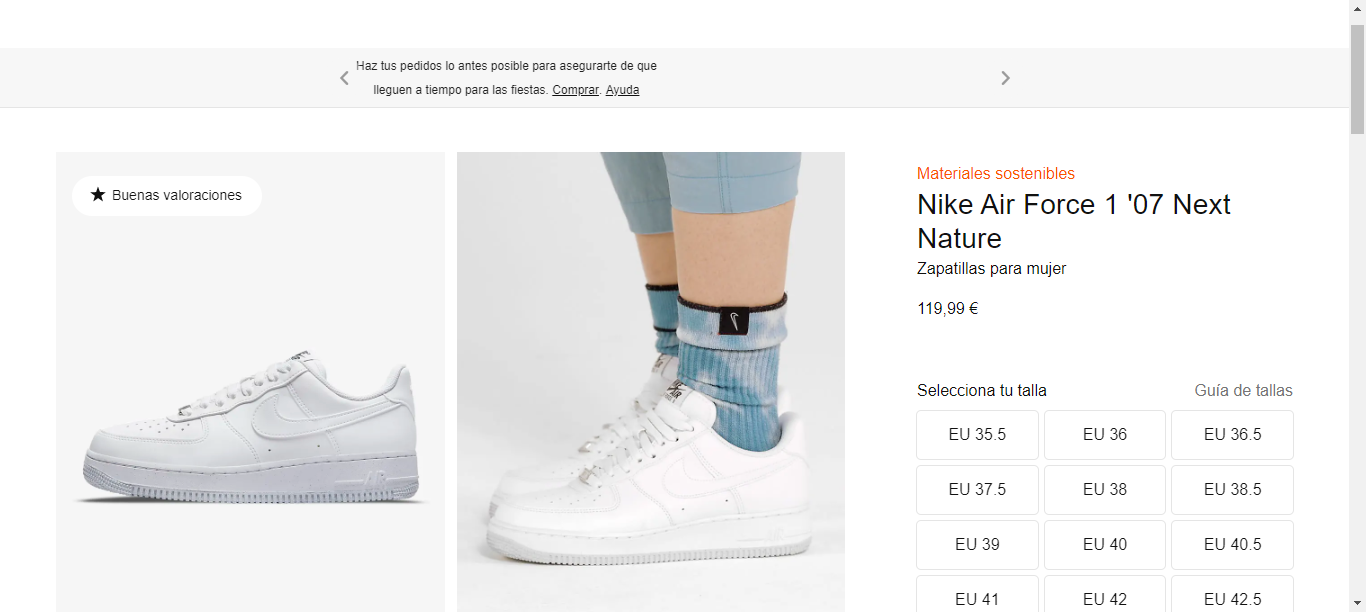 Haz tus pedidos lo antes posible para asegurarte de que
lleguen a tiempo para las fiestas. Comprar. Ayuda
★ Buenas valoraciones
Materiales sostenibles
Nike Air Force 1 '07 Next
Nature
Zapatillas para mujer
119,99 €
Selecciona tu talla
Guía de tallas
EU 35.5
EU 36
EU 36.5
EU 37.5
EU 38
EU 38.5
EU 39
EU 40
EU 40.5
EU 41
EU 42
EU 42.5